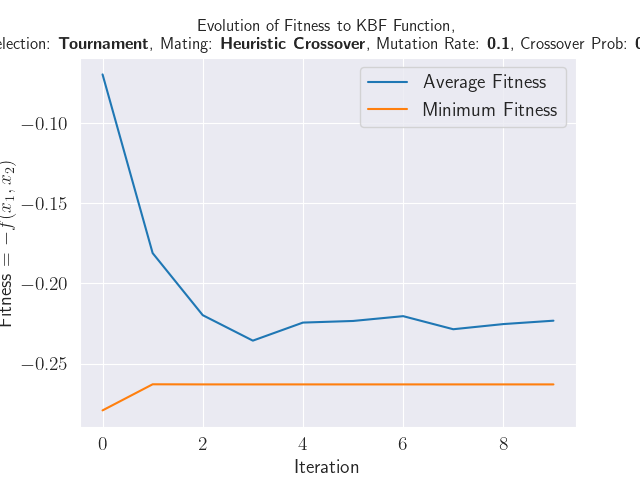 Evolution of Fitness to KBF Function,
election: Tournament, Mating: Heuristic Crossover, Mutation Rate: 0.1, Crossover Prob:
Average Fitness
Minimum Fitness
−0.10
−0.15
−0.20
−0.25
Fitness = −f(x₁, x₂)
0 2 4 6 8
Iteration